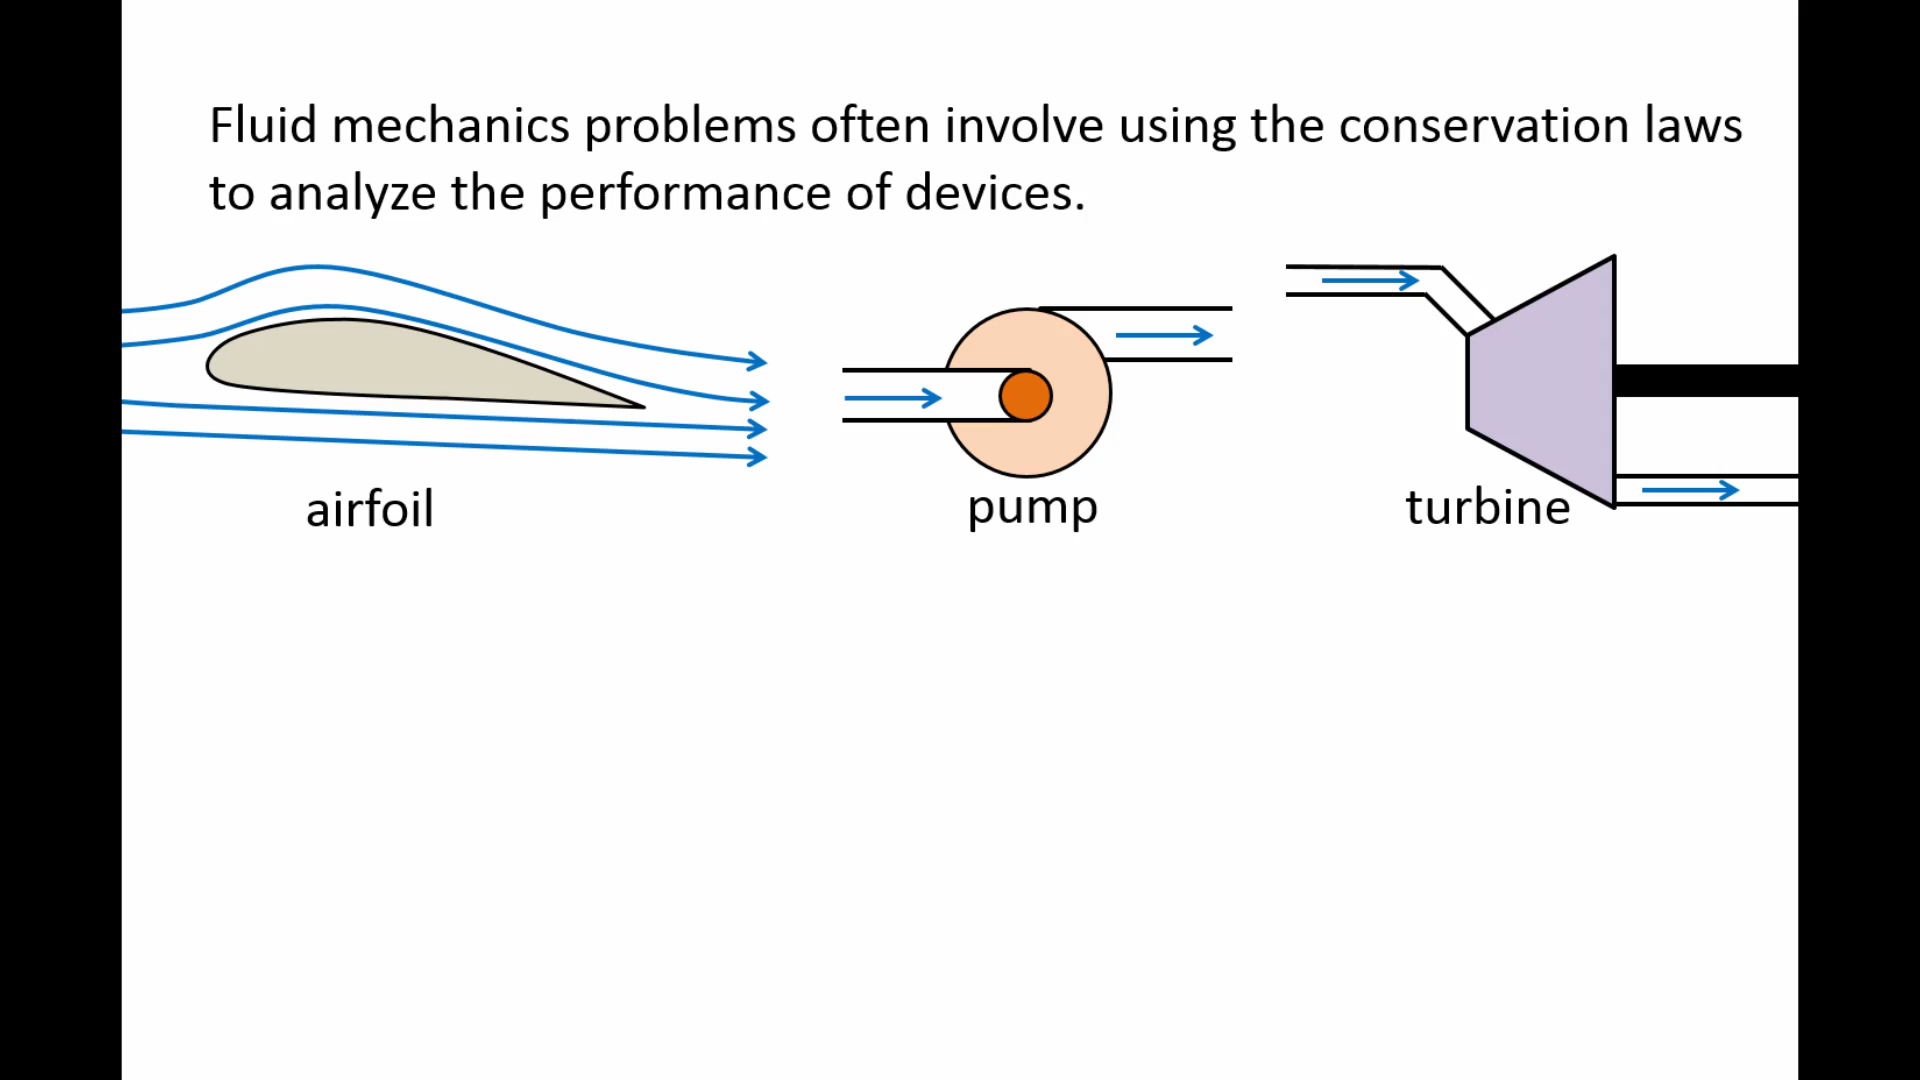 Fluid mechanics problems often involve using the conservation laws
to analyze the performance of devices.
airfoil
pump
turbine